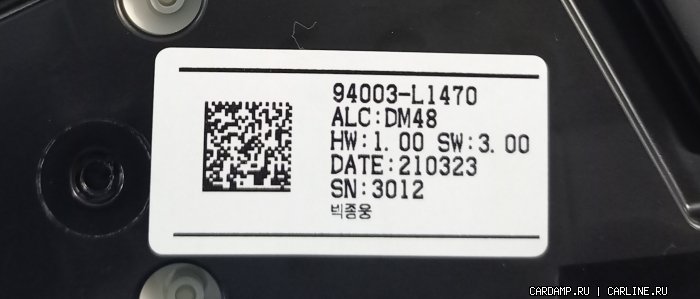 94003-L1470
ALC:DM48
HW:1.00 SW:3.00
DATE:210323
SN:3012
빅종웅
CARDAMP.RU | CARLINE.RU